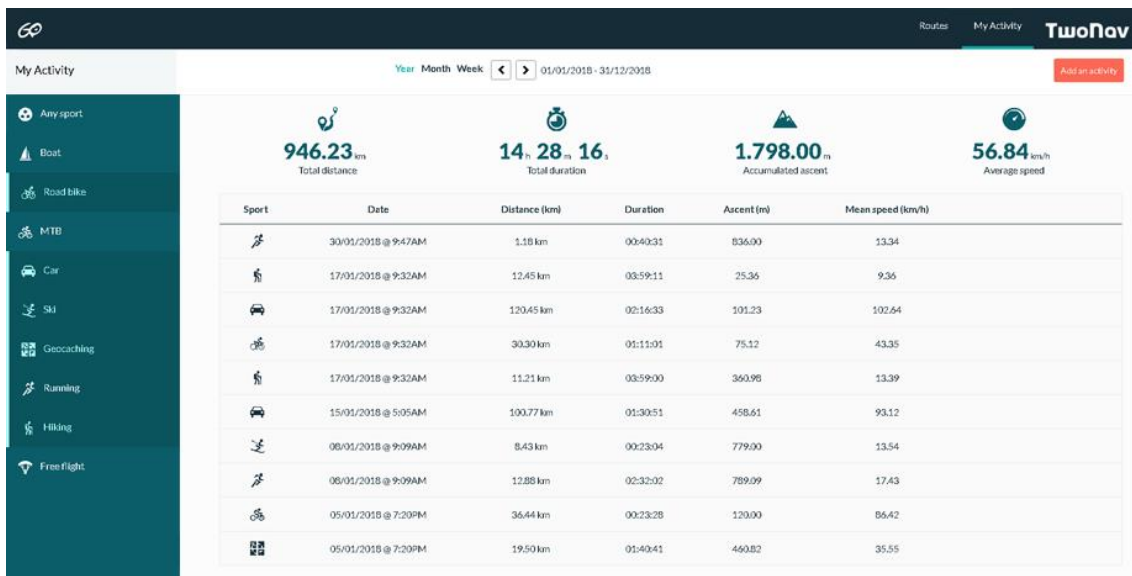 Routes My Activity TwoNav
My Activity Year Month Week 01/01/2018 - 31/12/2018 Add an activity
Any sport
Boat
Road bike
MTB
Car
Ski
Geocaching
Running
Hiking
Free flight
946.23 km 14 h 28 m 16 s 1.798.00 m 56.84 km/h
Total distance Total duration Accumulated ascent Average speed
Sport Date Distance (km) Duration Ascent (m) Mean speed (km/h)
30/01/2018 @ 9:47AM 1.18 km 00:40:31 836.00 13.34
17/01/2018 @ 9:32AM 12.45 km 03:59:11 25.36 9.36
17/01/2018 @ 9:32AM 120.45 km 02:16:33 101.23 102.64
17/01/2018 @ 9:32AM 30.30 km 01:11:01 75.12 43.35
17/01/2018 @ 9:32AM 11.21 km 03:59:00 360.98 13.39
15/01/2018 @ 5:05AM 100.77 km 01:30:51 458.61 93.12
08/01/2018 @ 9:09AM 8.43 km 00:23:04 779.00 13.54
08/01/2018 @ 9:09AM 12.88 km 02:32:02 789.09 17.43
05/01/2018 @ 7:20PM 36.44 km 00:23:28 120.00 86.42
05/01/2018 @ 7:20PM 19.50 km 01:40:41 460.82 35.55